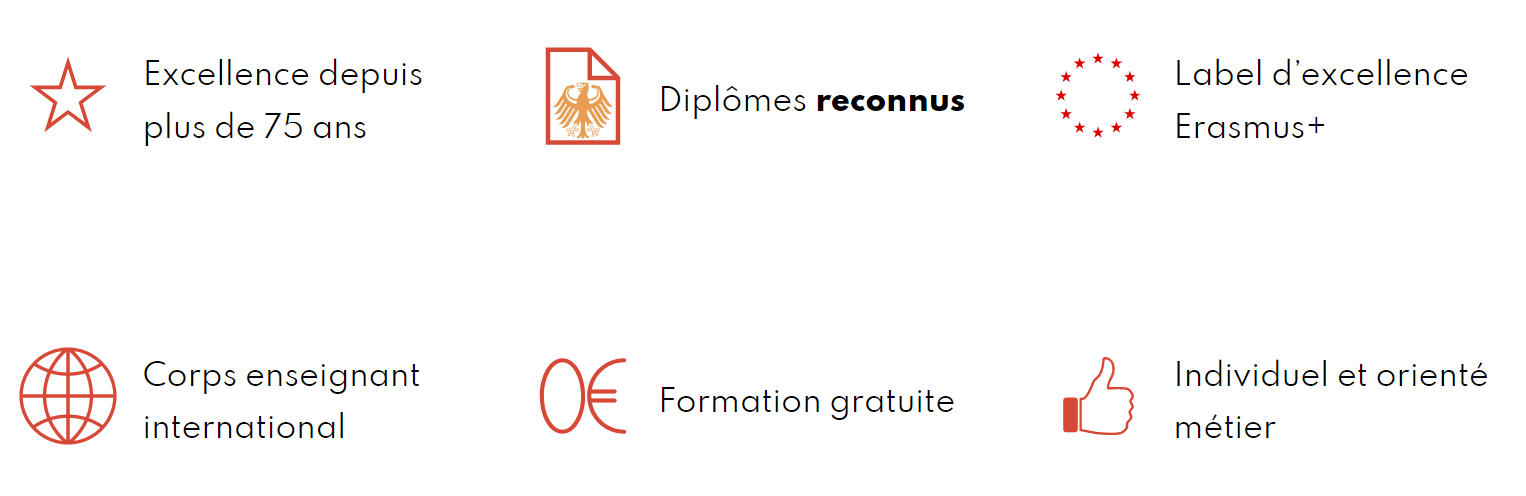 Excellence depuis
plus de 75 ans
Diplômes reconnus
Label d’excellence
Erasmus+
Corps enseignant
international
0€
Formation gratuite
Individuel et orienté
métier